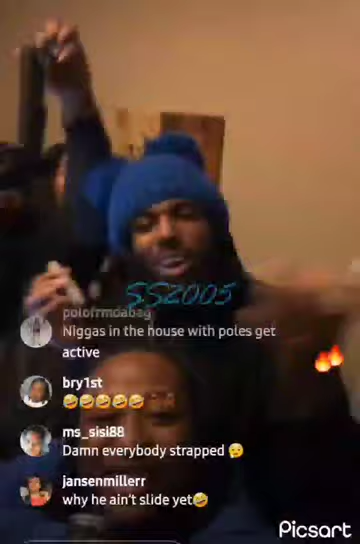 SS2005
polofrmdabag
Niggas in the house with poles get
active
bry1st
🤣🤣🤣🤣🤣
ms_sisi88
Damn everybody strapped 🫡
jansenmillerr
why he ain't slide yet🤣
Picsart